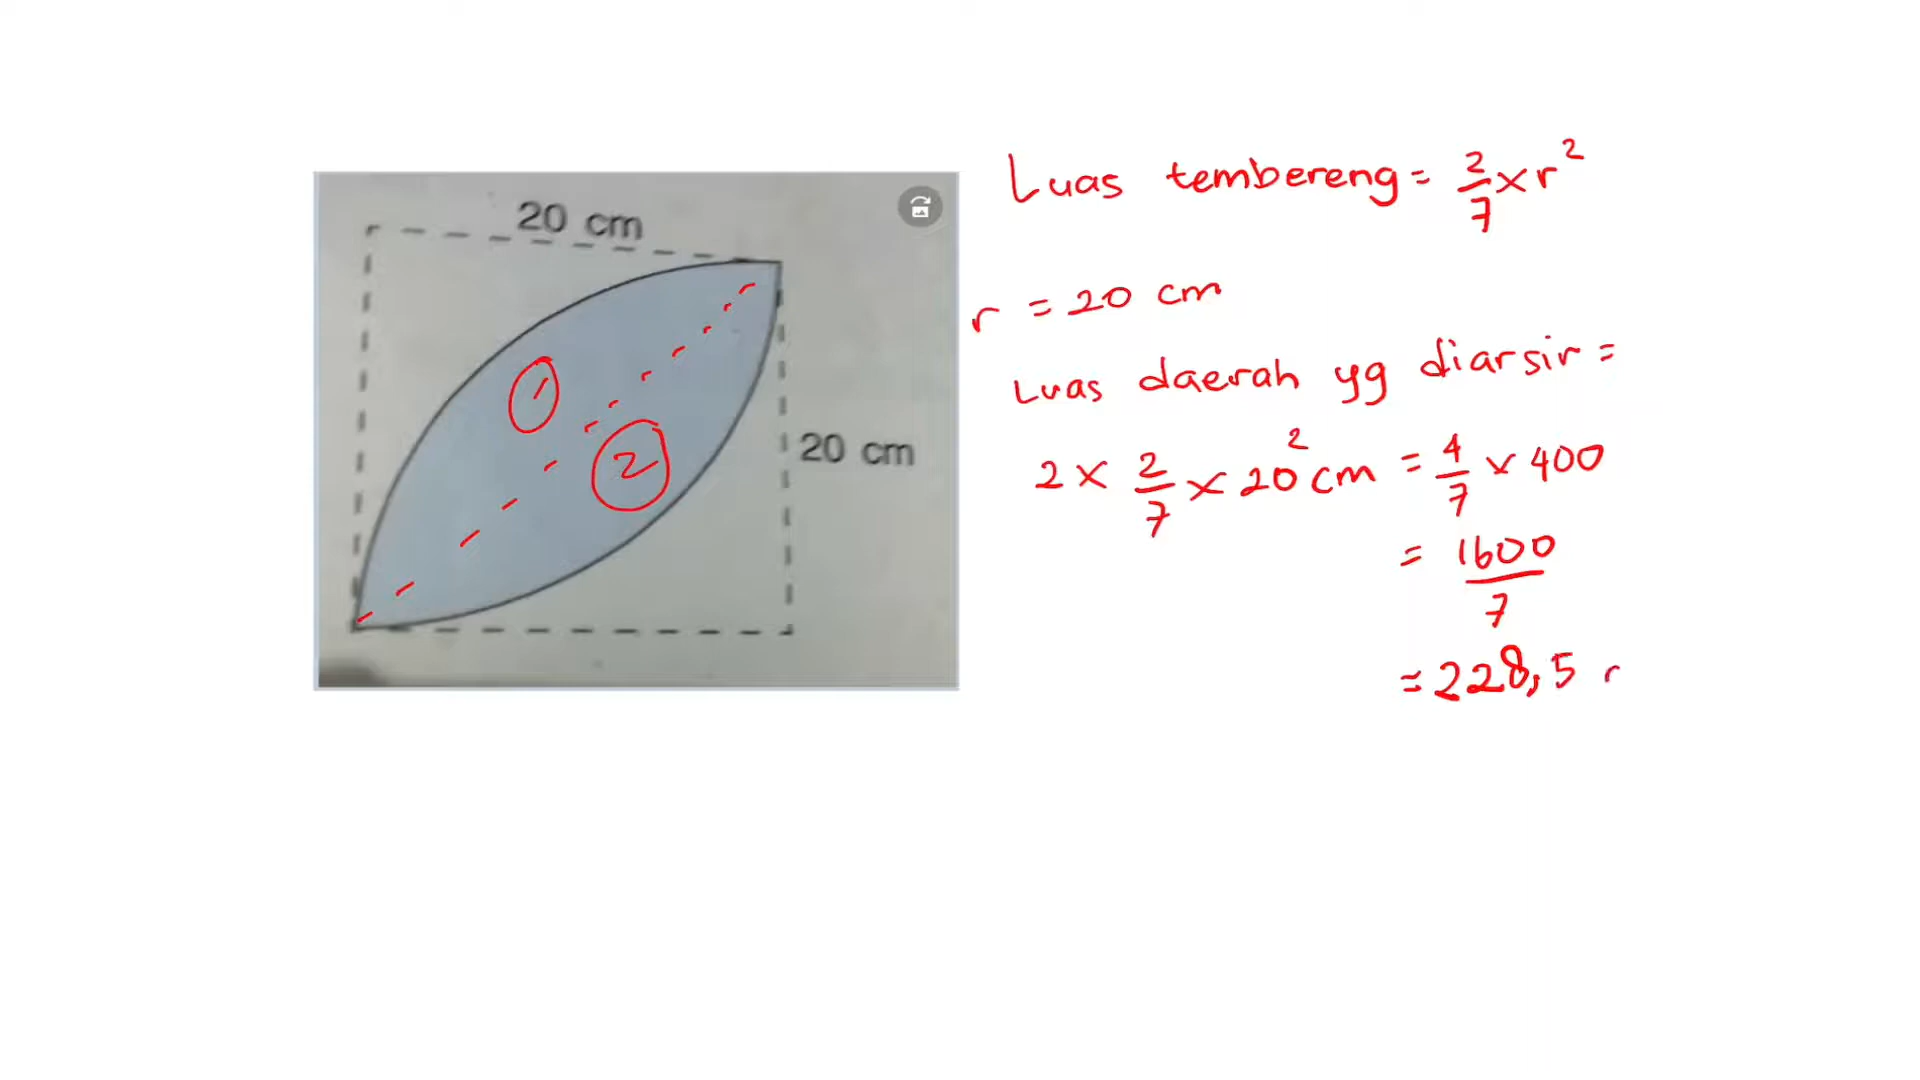 20 cm
20 cm
1
2
Luas tembereng = 2/7 × r²
r = 20 cm
Luas daerah yg diarsir =
2 × 2/7 × 20² cm = 4/7 × 400
= 1600/7
= 228,5